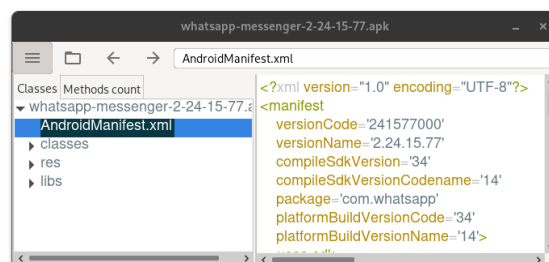 whatsapp-messenger-2-24-15-77.apk
AndroidManifest.xml
Classes Methods count
whatsapp-messenger-2-24-15-77.a
AndroidManifest.xml
classes
res
libs
<?xml version="1.0" encoding="UTF-8"?>
<manifest
versionCode='241577000'
versionName='2.24.15.77'
compileSdkVersion='34'
compileSdkVersionCodename='14'
package='com.whatsapp'
platformBuildVersionCode='34'
platformBuildVersionName='14'>